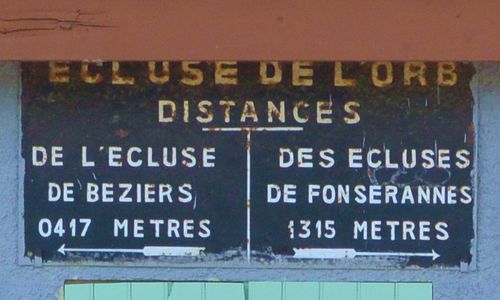 ECLUSE DE L'ORB
DISTANCES
DE L'ECLUSE
DE BEZIERS
0417 METRES
DES ECLUSES
DE FONSERANNES
1315 METRES